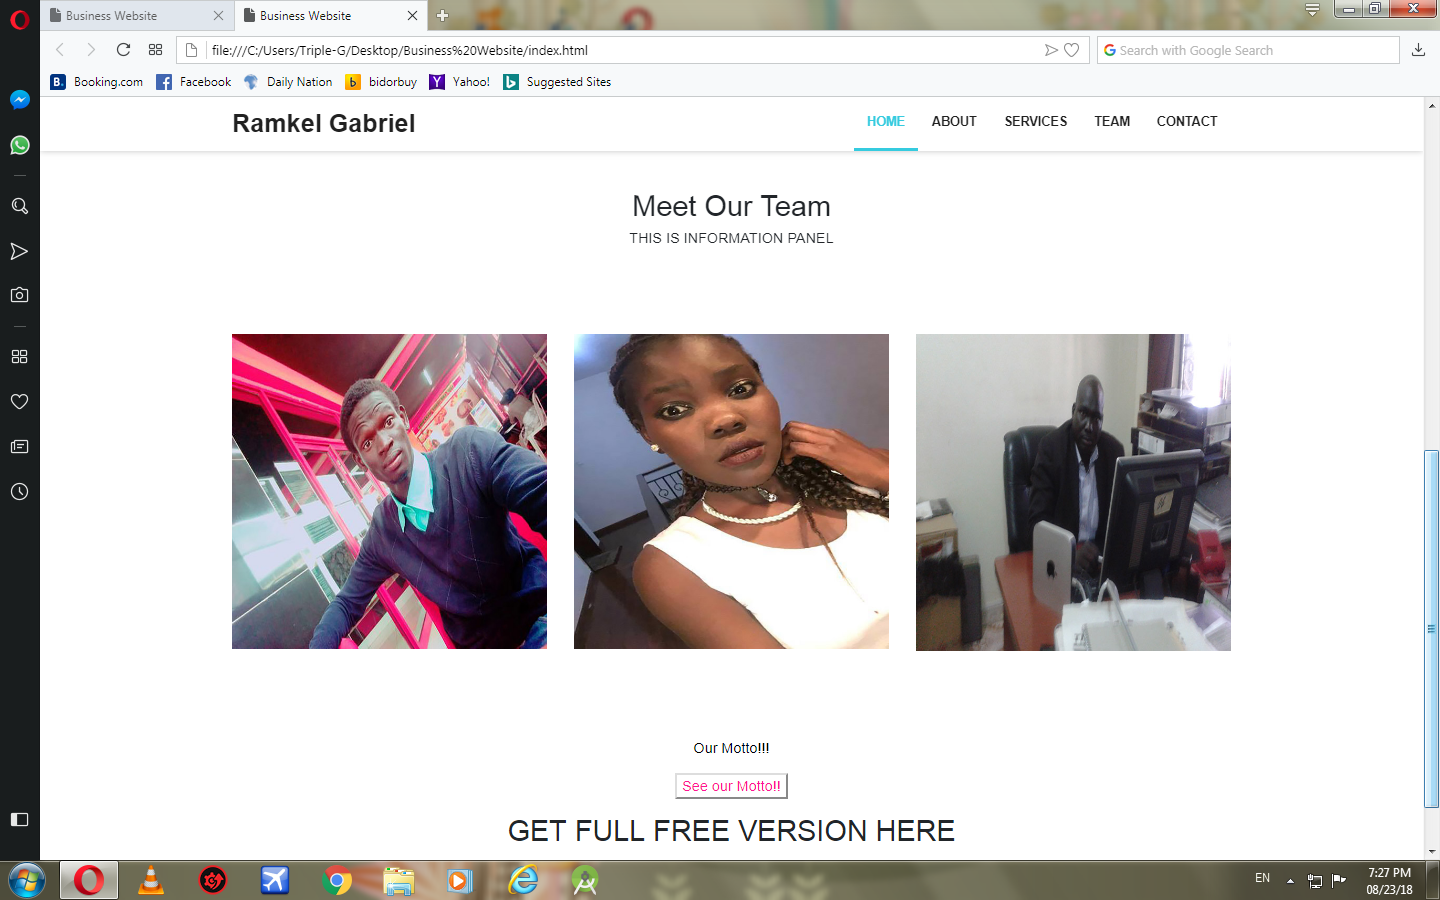 Business Website
Business Website
file:///C:/Users/Triple-G/Desktop/Business%20Website/index.html
Search with Google Search
B. Booking.com
Facebook
Daily Nation
b bidorbuy
Y Yahoo!
b Suggested Sites
Ramkel Gabriel
HOME
ABOUT
SERVICES
TEAM
CONTACT
Meet Our Team
THIS IS INFORMATION PANEL
Our Motto!!!
See our Motto!!
GET FULL FREE VERSION HERE
EN
7:27 PM
08/23/18